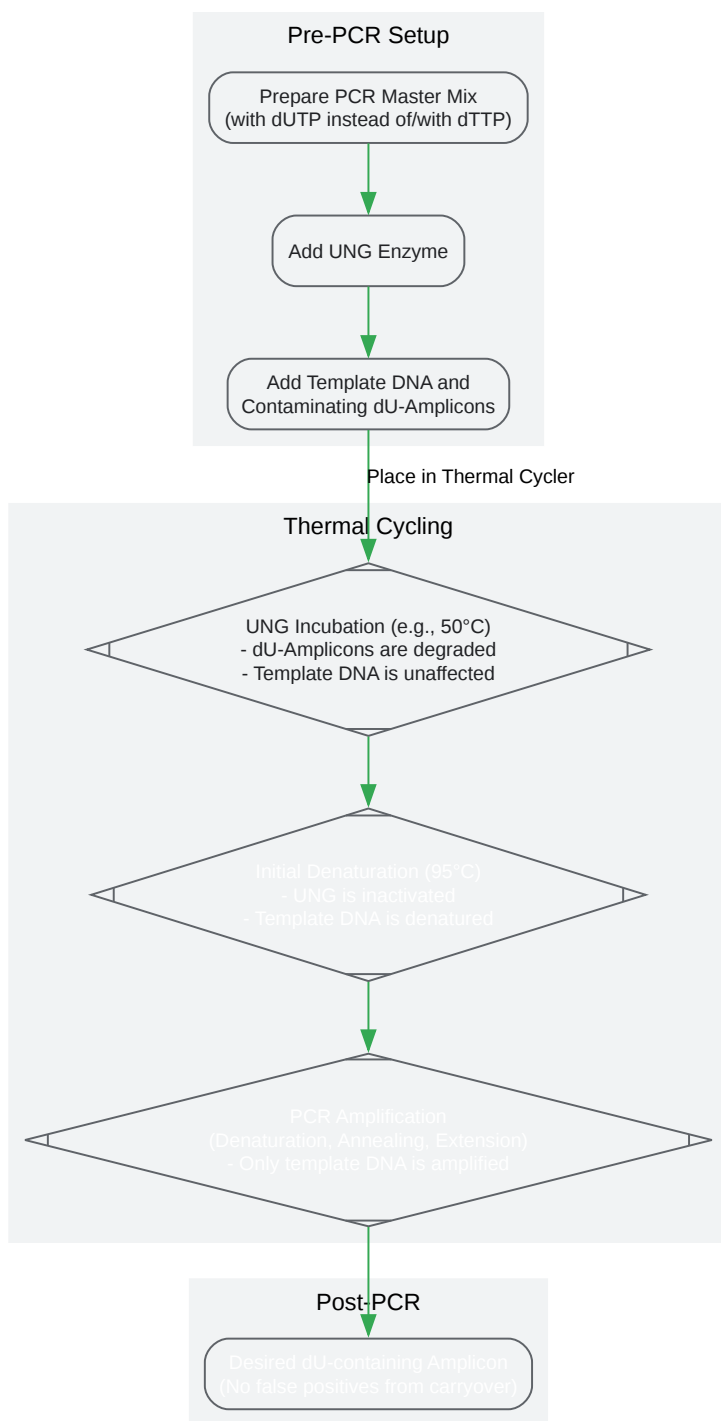 Pre-PCR Setup
Prepare PCR Master Mix
(with dUTP instead of/with dTTP)
Add UNG Enzyme
Add Template DNA and
Contaminating dU-Amplicons
Place in Thermal Cycler
Thermal Cycling
UNG Incubation (e.g., 50°C)
- dU-Amplicons are degraded
- Template DNA is unaffected
Initial Denaturation (95°C)
- UNG is inactivated
- Template DNA is denatured
PCR Amplification
(Denaturation, Annealing, Extension)
- Only template DNA is amplified
Post-PCR
Desired dU-containing Amplicon
(No false positives from carryover)